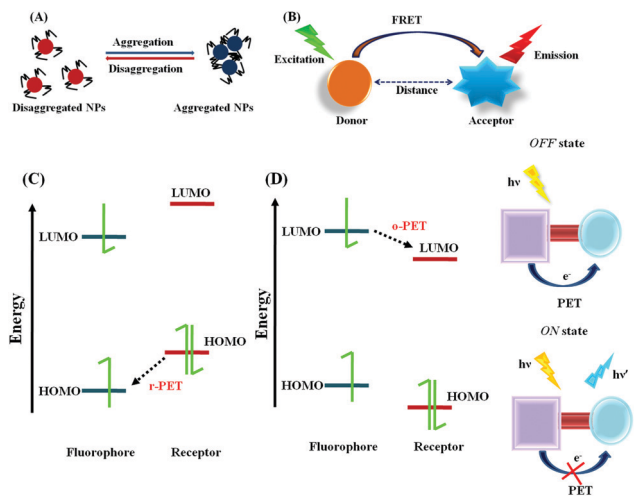 (A)
Aggregation
Disaggregation
Disaggregated NPs
Aggregated NPs
(B)
FRET
Excitation
Emission
Distance
Donor
Acceptor
(C)
LUMO
LUMO
Energy
HOMO
HOMO
r-PET
Fluorophore
Receptor
(D)
o-PET
LUMO
LUMO
Energy
HOMO
HOMO
Fluorophore
Receptor
OFF state
hν
e-
PET
ON state
hν
hν'
e-
PET